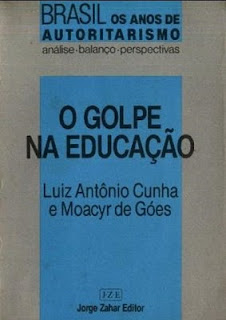 BRASIL OS ANOS DE
AUTORITARISMO
análise-balanço-perspectivas
O GOLPE
NA EDUCAÇÃO
Luiz Antônio Cunha
e Moacyr de Góes
JZE
Jorge Zahar Editor